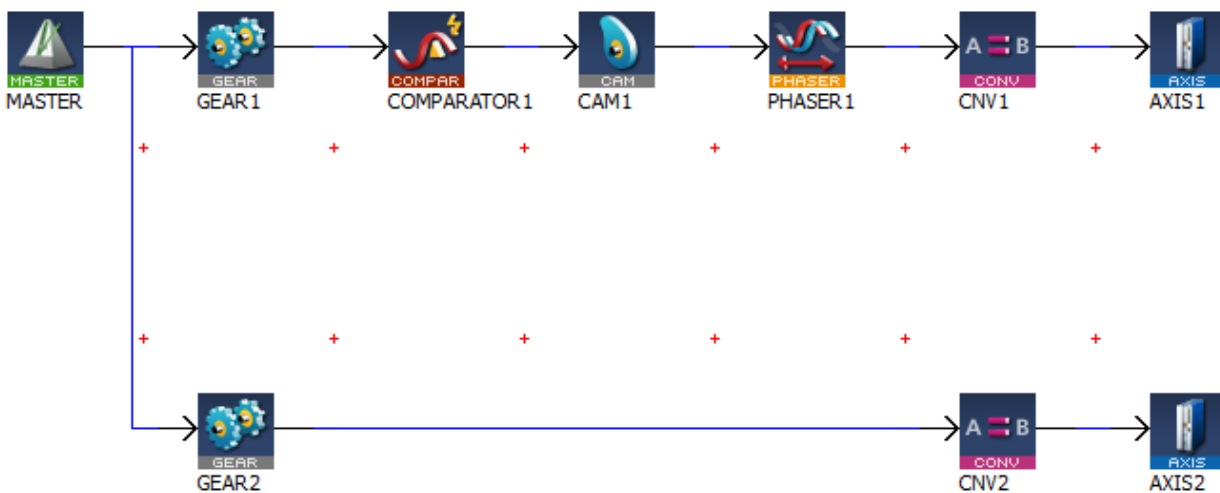 MASTER
GEAR
COMPAR
CAM
PHASER
A B
CONV
AXIS
MASTER
GEAR1
COMPARATOR1
CAM1
PHASER1
CNV1
AXIS1
GEAR
A B
CONV
AXIS
GEAR2
CNV2
AXIS2